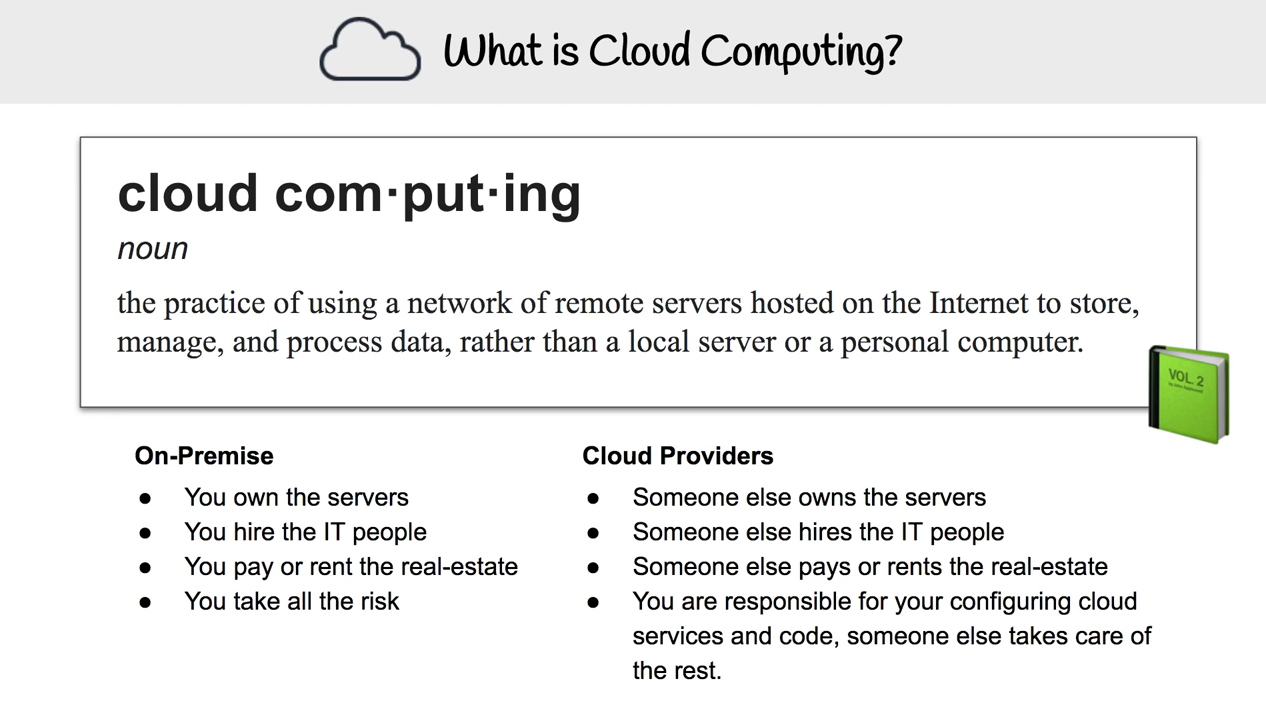 What is Cloud Computing?
cloud com·put·ing
noun
the practice of using a network of remote servers hosted on the Internet to store,
manage, and process data, rather than a local server or a personal computer.
VOL. 2
On-Premise
● You own the servers
● You hire the IT people
● You pay or rent the real-estate
● You take all the risk
Cloud Providers
● Someone else owns the servers
● Someone else hires the IT people
● Someone else pays or rents the real-estate
● You are responsible for your configuring cloud
services and code, someone else takes care of
the rest.